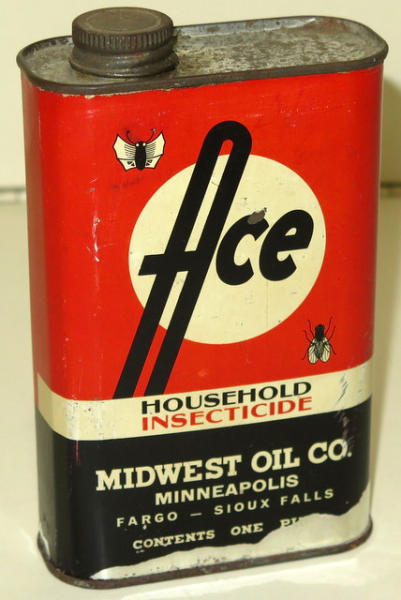 Ace
HOUSEHOLD
INSECTICIDE
MIDWEST OIL CO.
MINNEAPOLIS
FARGO — SIOUX FALLS
CONTENTS ONE